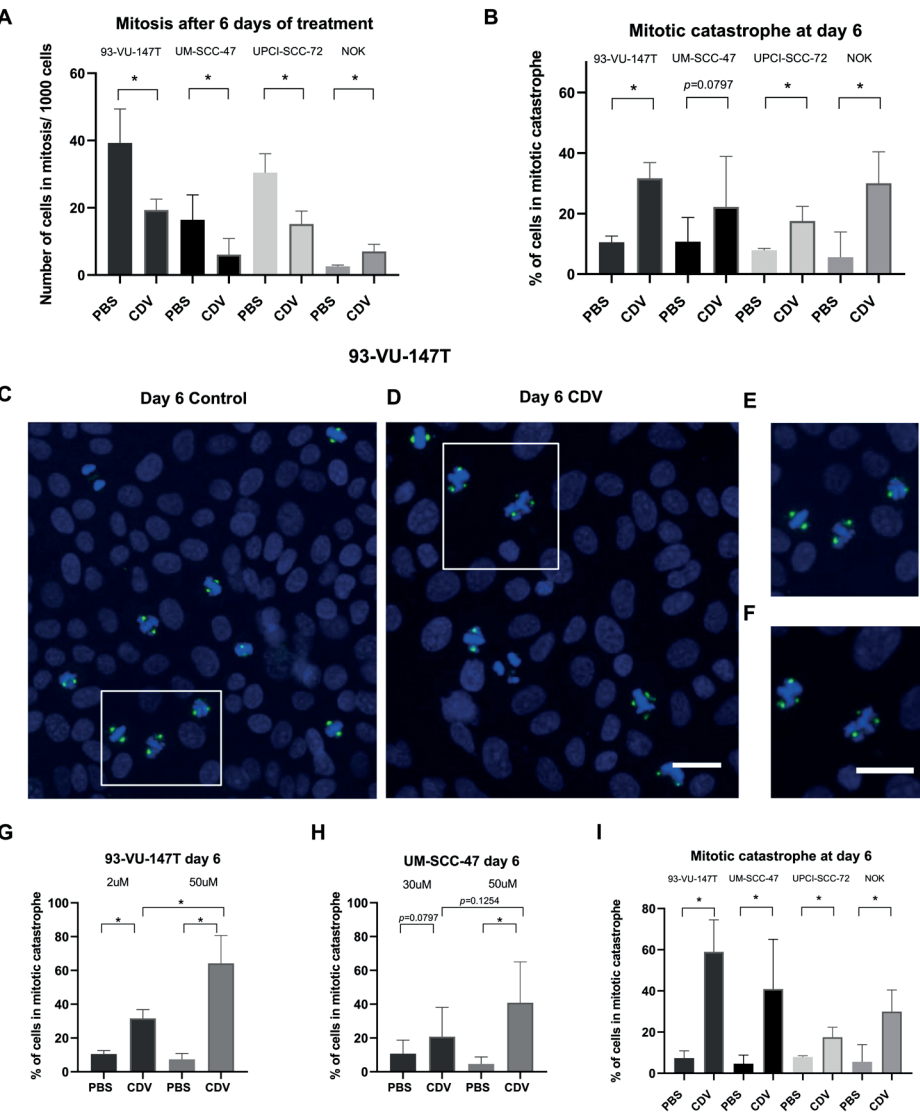 A
Mitosis after 6 days of treatment
93-VU-147T UM-SCC-47 UPCI-SCC-72 NOK
* * * *
Number of cells in mitosis/ 1000 cells
60
40
20
0
PBS CDV PBS CDV PBS CDV PBS CDV
B
Mitotic catastrophe at day 6
93-VU-147T UM-SCC-47 UPCI-SCC-72 NOK
* p=0.0797 * *
% of cells in mitotic catastrophe
60
40
20
0
PBS CDV PBS CDV PBS CDV PBS CDV
93-VU-147T
C
Day 6 Control
D
Day 6 CDV
E
F
G
93-VU-147T day 6
2uM 50uM
*
* *
% of cells in mitotic catastrophe
100
80
60
40
20
0
PBS CDV PBS CDV
H
UM-SCC-47 day 6
30uM 50uM
p=0.1254
p=0.0797 *
% of cells in mitotic catastrophe
100
80
60
40
20
0
PBS CDV PBS CDV
I
Mitotic catastrophe at day 6
93-VU-147T UM-SCC-47 UPCI-SCC-72 NOK
* * * *
% of cells in mitotic catastrophe
80
60
40
20
0
PBS CDV PBS CDV PBS CDV PBS CDV